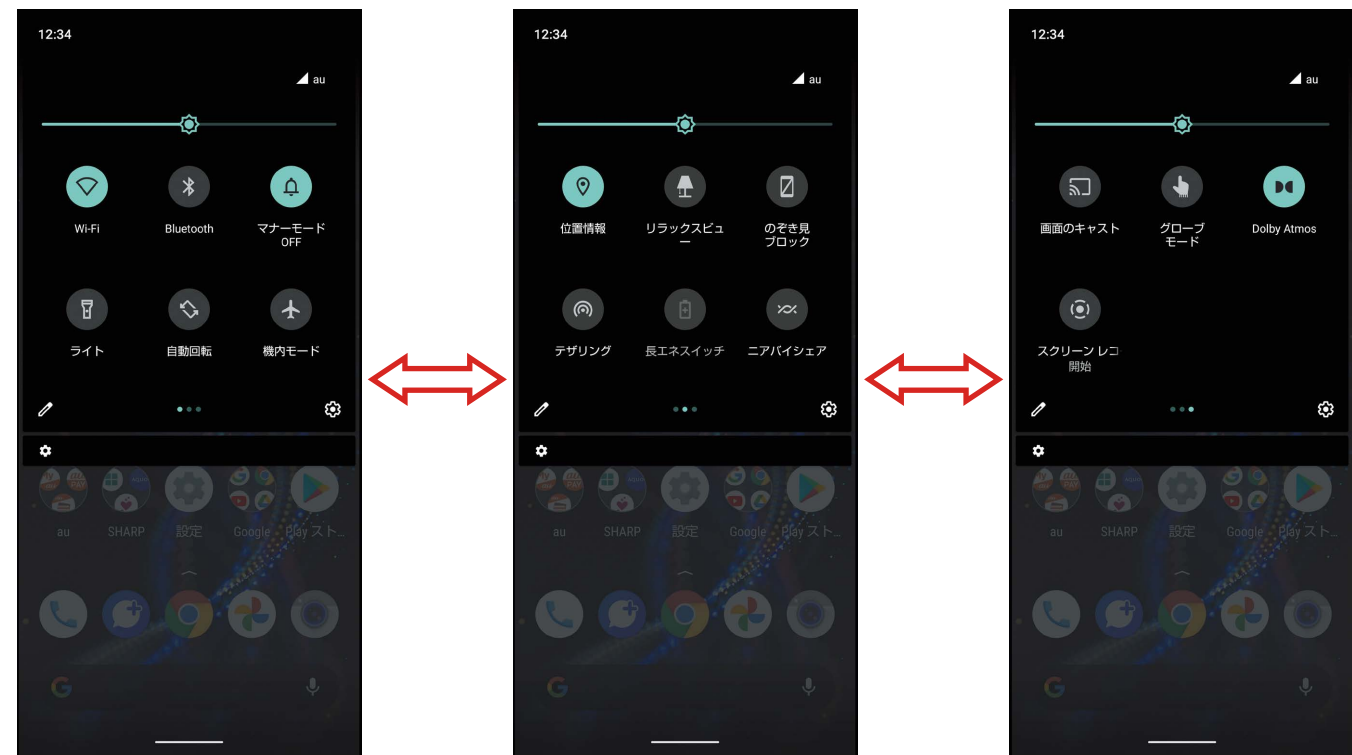 12:34
au
Wi-Fi
Bluetooth
マナーモード
OFF
ライト
自動回転
機内モード
au
SHARP
設定
Google
Play スト...
12:34
au
位置情報
リラックスビュ
ー
のぞき見
ブロック
テザリング
長エネスイッチ
ニアバイシェア
au
SHARP
設定
Google
Play スト...
12:34
au
画面のキャスト
グローブ
モード
Dolby Atmos
スクリーン レコ
開始
au
SHARP
設定
Google
Play スト...